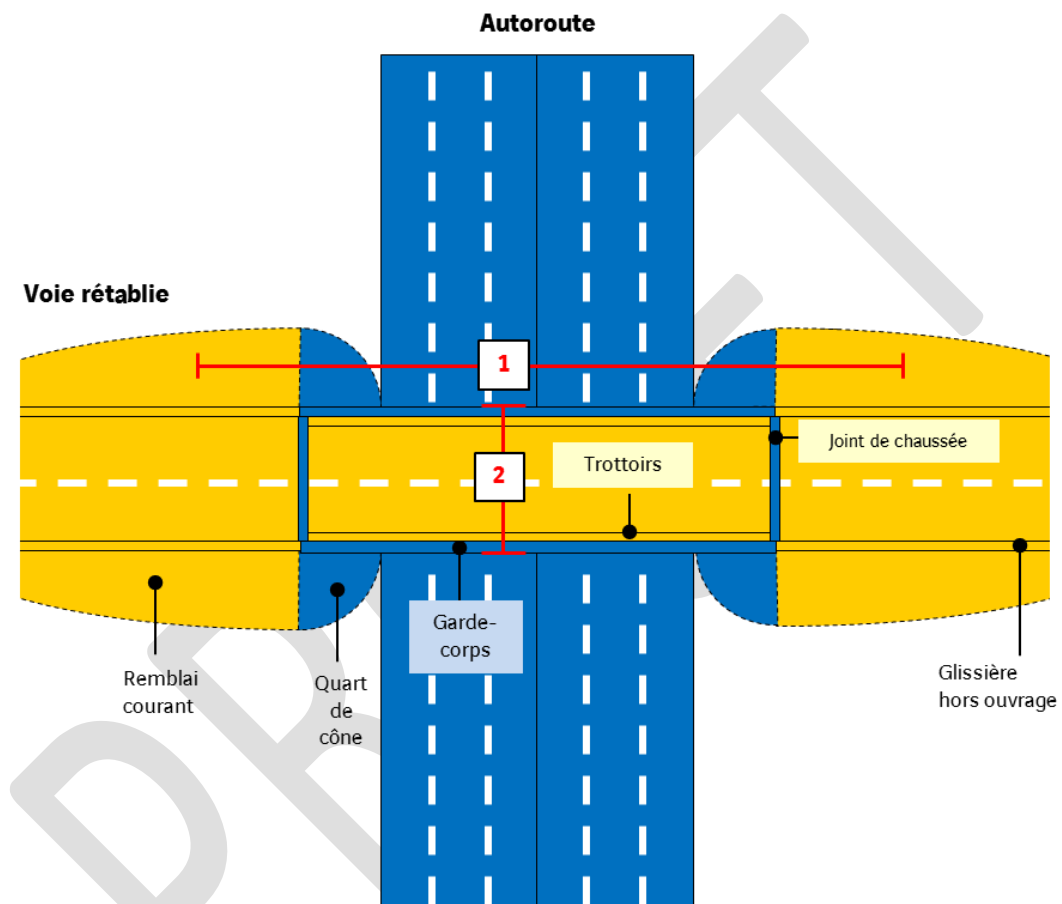 Autoroute
Voie rétablie
1
Joint de chaussée
Trottoirs
2
Garde-
corps
Remblai
courant
Quart
de
cône
Glissière
hors ouvrage